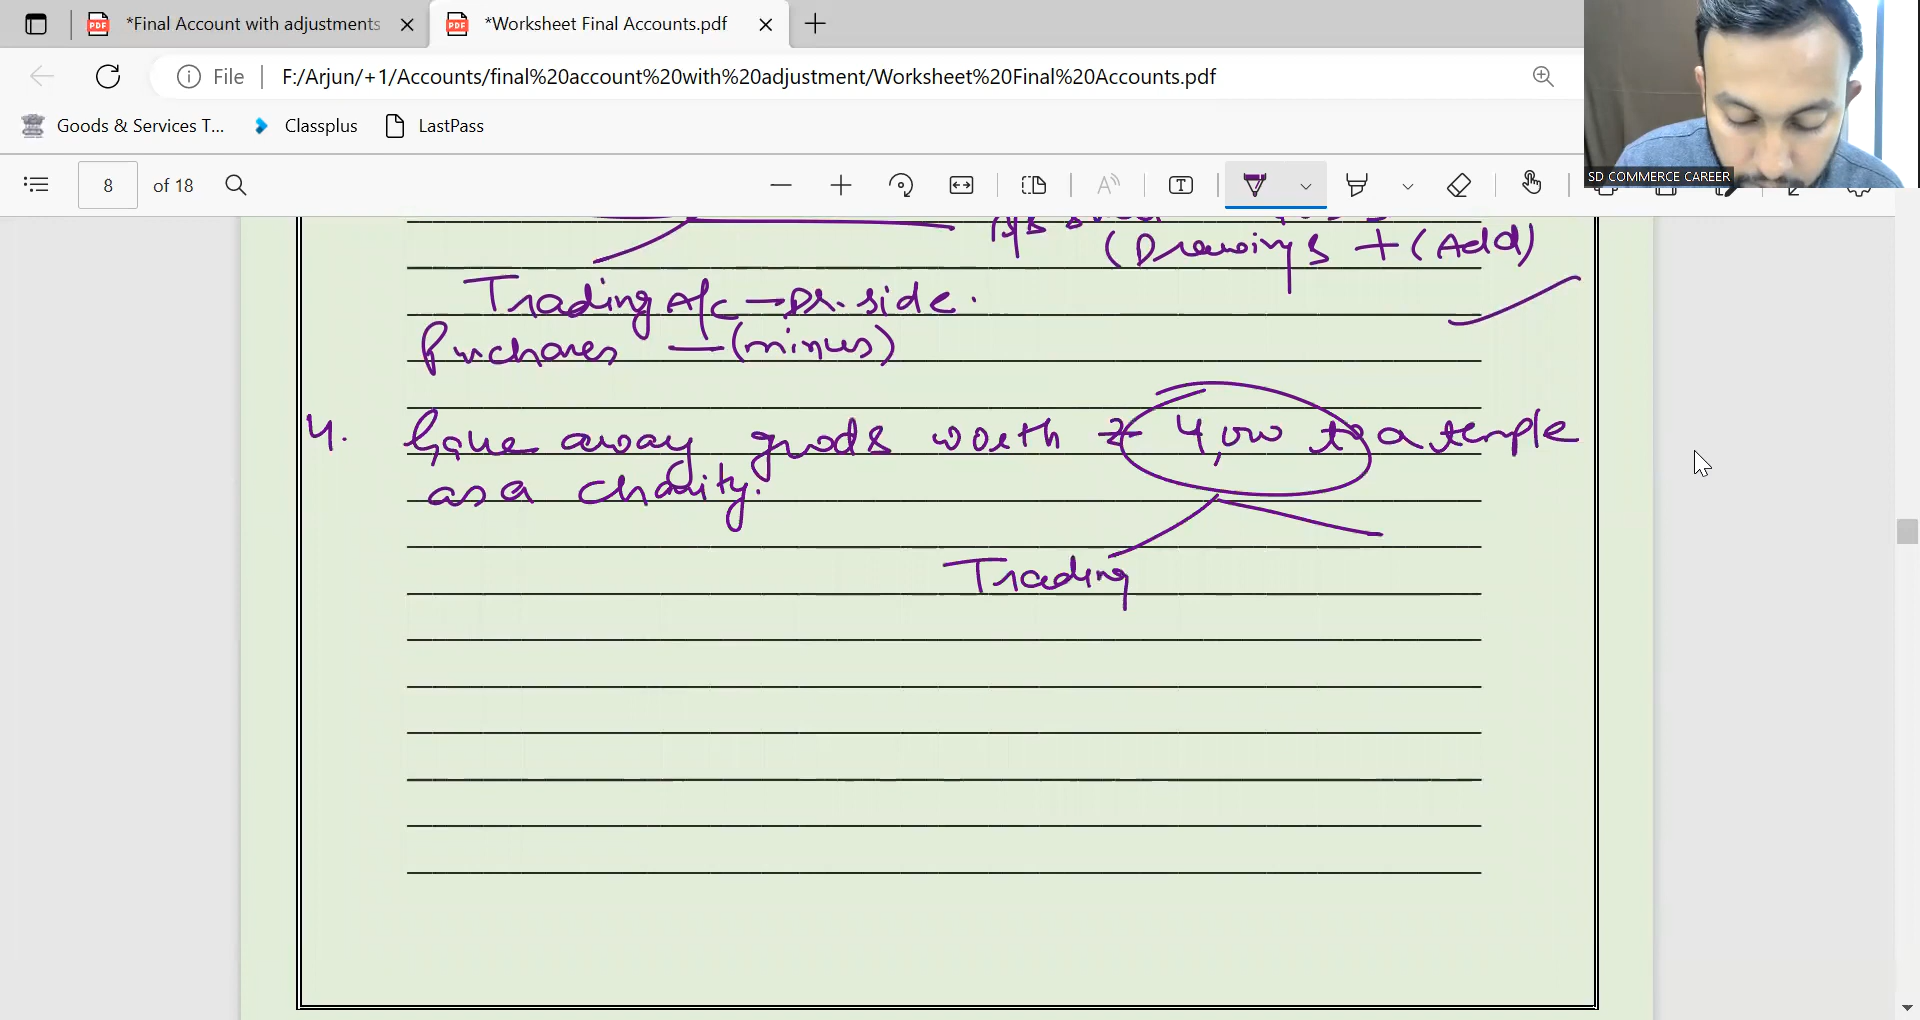 *Final Account with adjustments
*Worksheet Final Accounts.pdf
File
F:/Arjun/+1/Accounts/final%20account%20with%20adjustment/Worksheet%20Final%20Accounts.pdf
Goods & Services T...
Classplus
LastPass
8 of 18
SD COMMERCE CAREER
(Drawings + (Add)
Trading A/c → Dr. side.
Purchases — (minus)
4. Gave away goods worth ₹ 4,000 to a temple
as a charity.
Trading